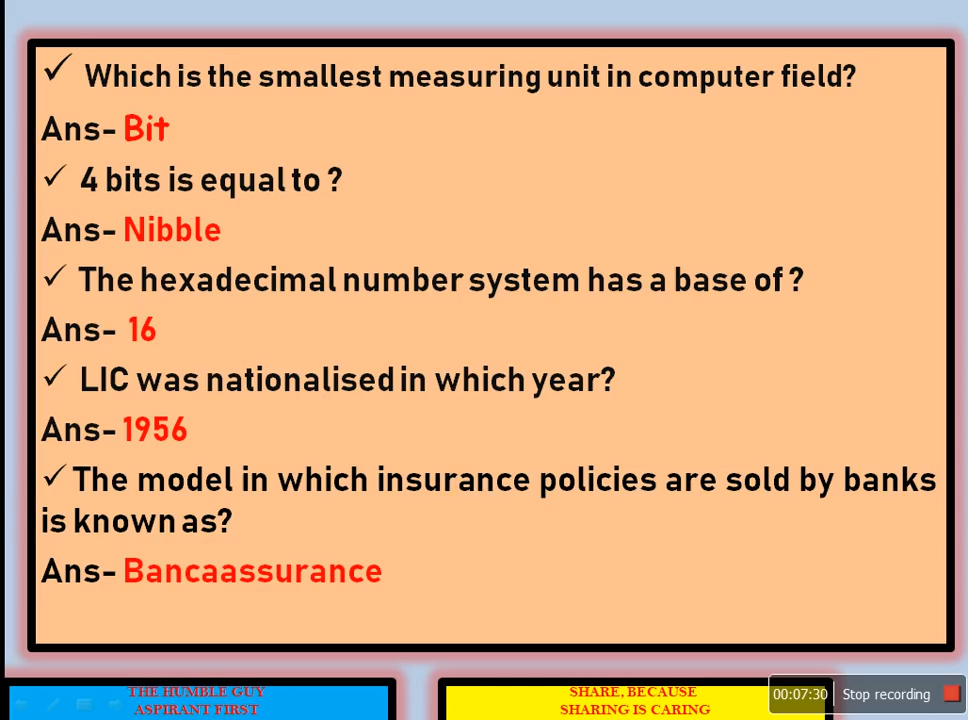 ✓ Which is the smallest measuring unit in computer field?
Ans- Bit
✓ 4 bits is equal to ?
Ans- Nibble
✓ The hexadecimal number system has a base of ?
Ans- 16
✓ LIC was nationalised in which year?
Ans- 1956
✓ The model in which insurance policies are sold by banks
is known as?
Ans- Bancaassurance
THE HUMBLE GUY
ASPIRANT FIRST
SHARE, BECAUSE
SHARING IS CARING
00:07:30 Stop recording